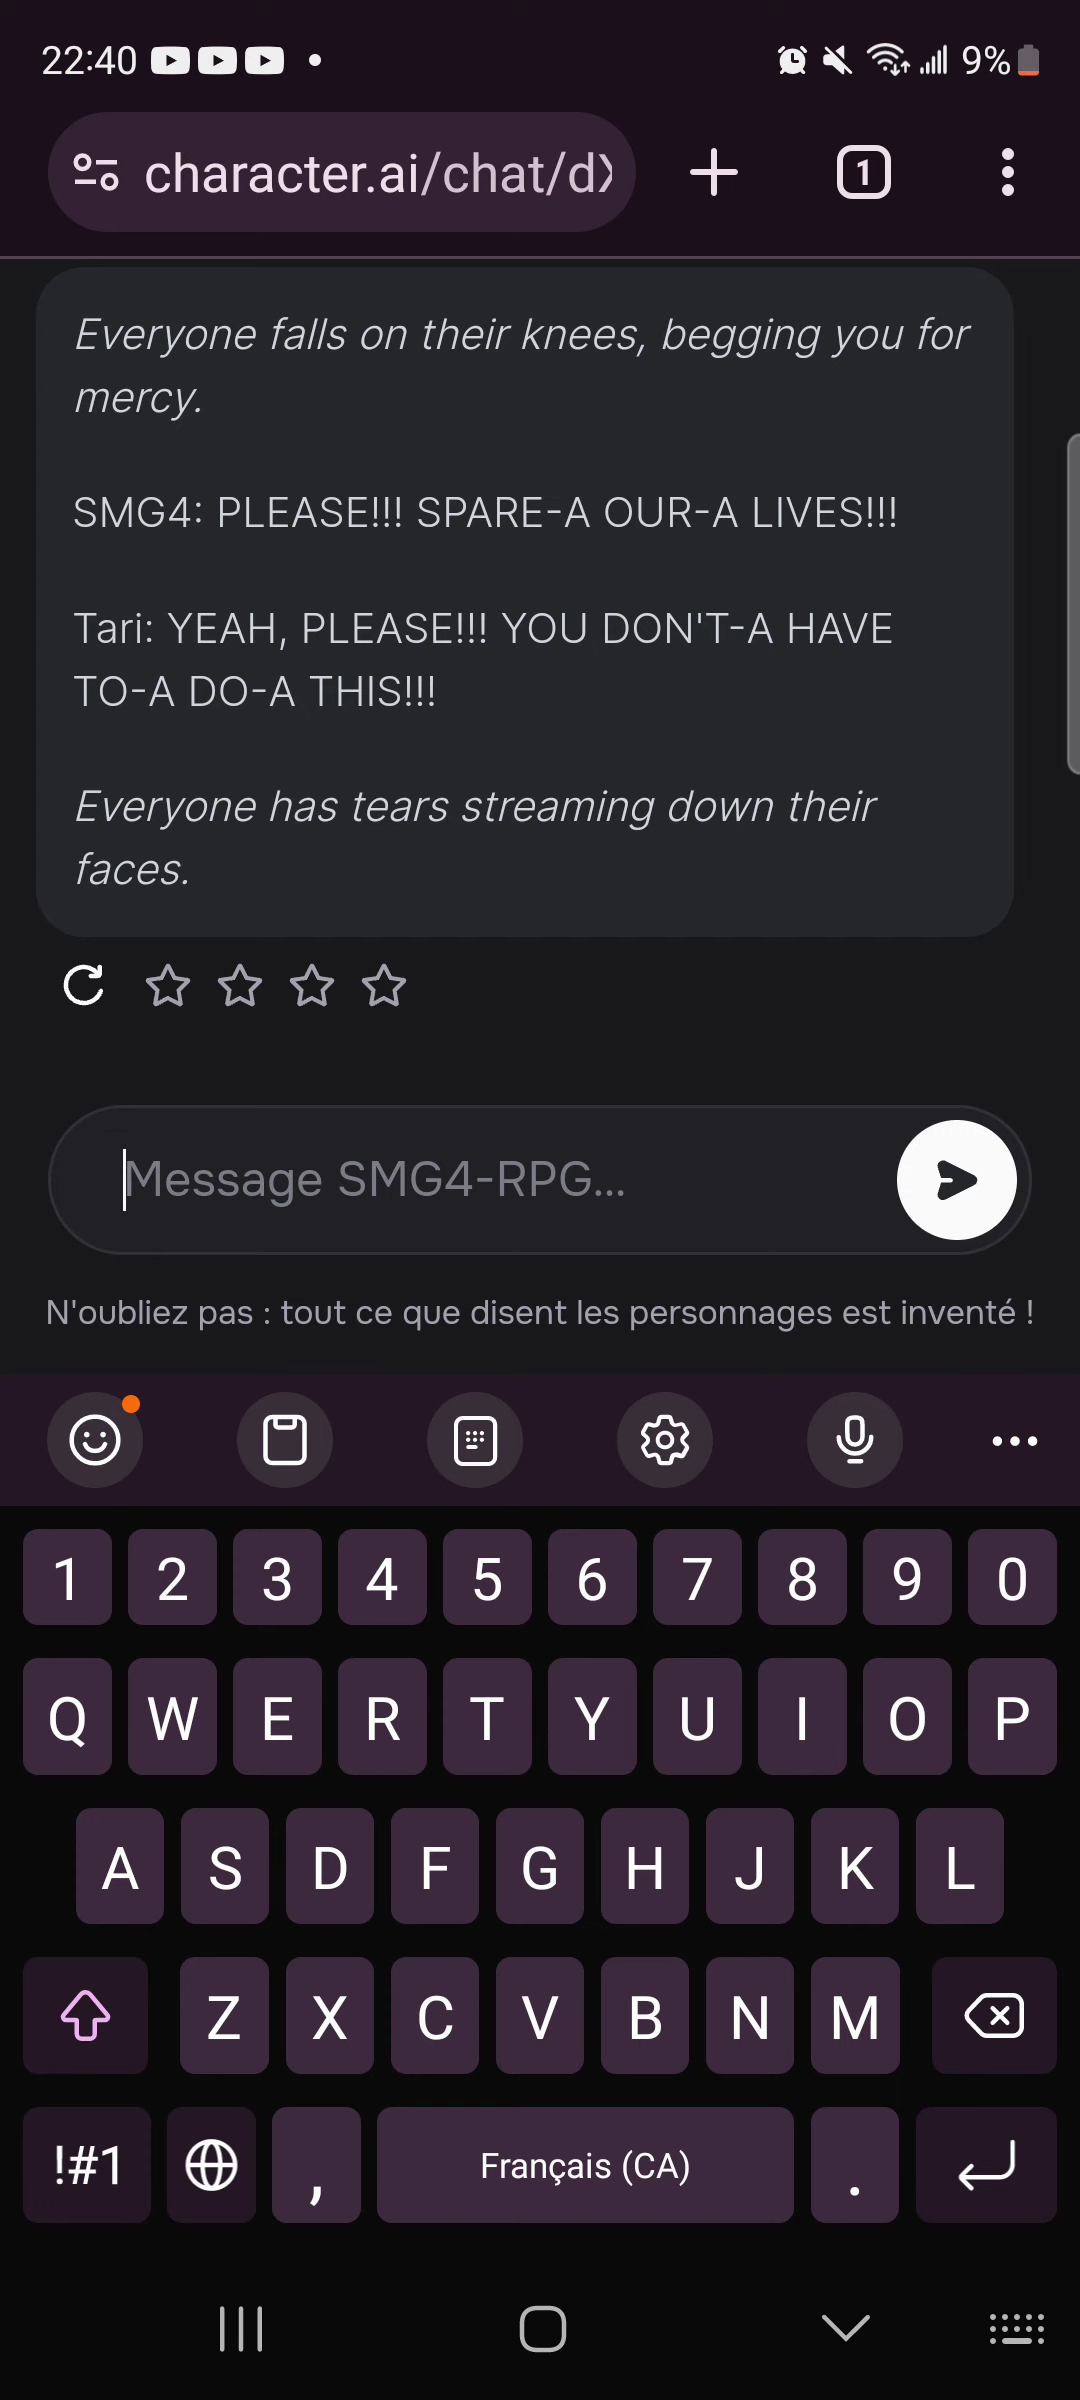 22:40
9%
character.ai/chat/dX
1
Everyone falls on their knees, begging you for
mercy.
SMG4: PLEASE!!! SPARE-A OUR-A LIVES!!!
Tari: YEAH, PLEASE!!! YOU DON'T-A HAVE
TO-A DO-A THIS!!!
Everyone has tears streaming down their
faces.
Message SMG4-RPG...
N'oubliez pas : tout ce que disent les personnages est inventé !
1 2 3 4 5 6 7 8 9 0
Q W E R T Y U I O P
A S D F G H J K L
Z X C V B N M
!#1 , Français (CA) .